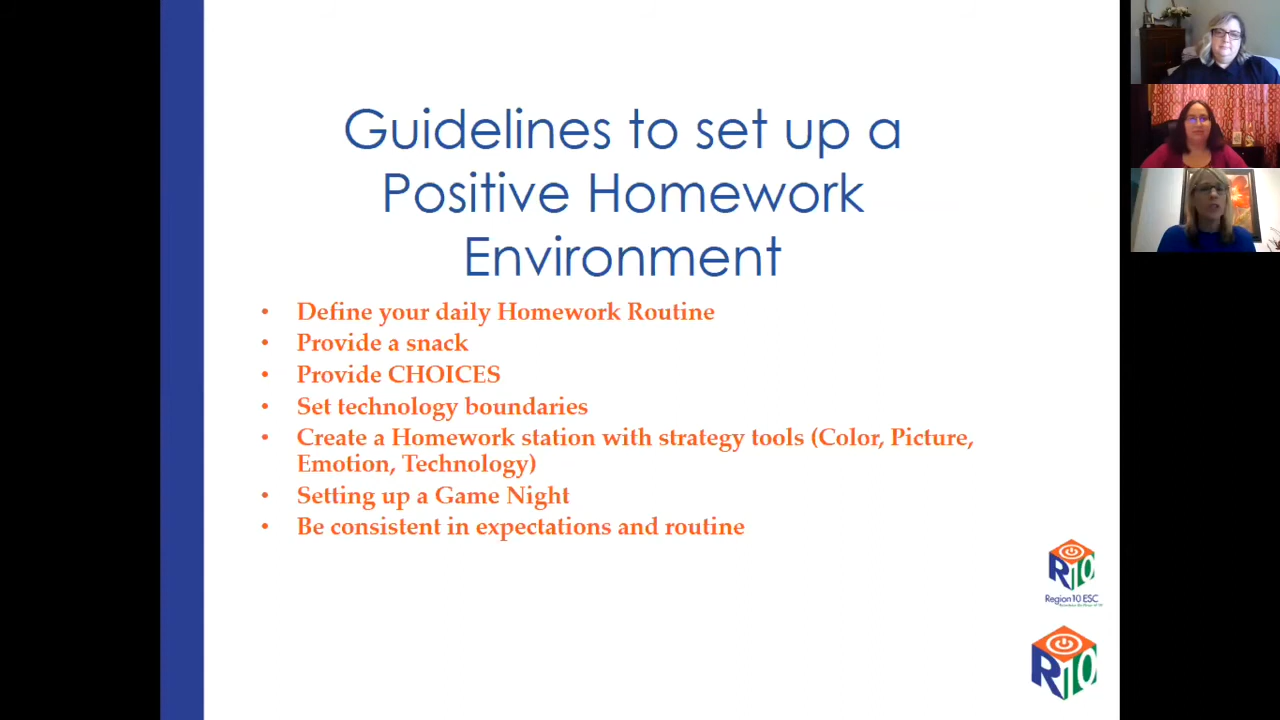 Guidelines to set up a
Positive Homework
Environment
• Define your daily Homework Routine
• Provide a snack
• Provide CHOICES
• Set technology boundaries
• Create a Homework station with strategy tools (Color, Picture,
Emotion, Technology)
• Setting up a Game Night
• Be consistent in expectations and routine
R10
Region 10 ESC
R10